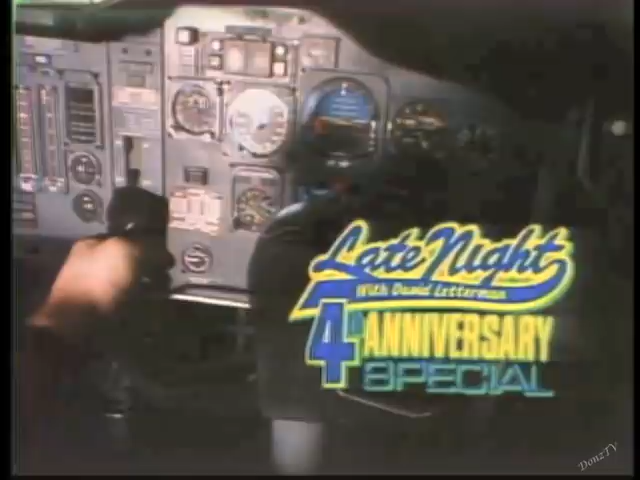 Late Night
With David Letterman
4th ANNIVERSARY
SPECIAL
DonzTV